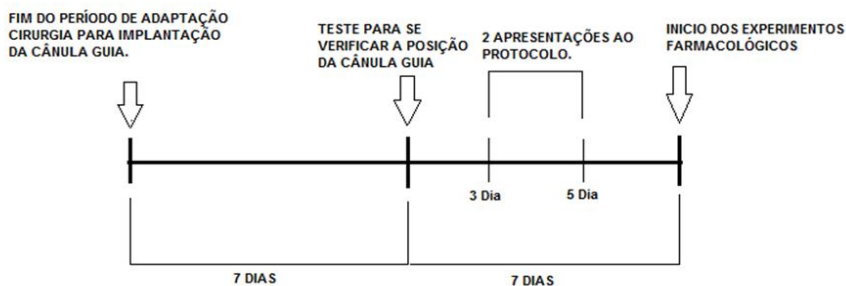 FIM DO PERÍODO DE ADAPTAÇÃO
CIRURGIA PARA IMPLANTAÇÃO
DA CÂNULA GUIA.
TESTE PARA SE
VERIFICAR A POSIÇÃO
DA CÂNULA GUIA
2 APRESENTAÇÕES AO
PROTOCOLO.
INICIO DOS EXPERIMENTOS
FARMACOLÓGICOS
3 Dia
5 Dia
7 DIAS
7 DIAS